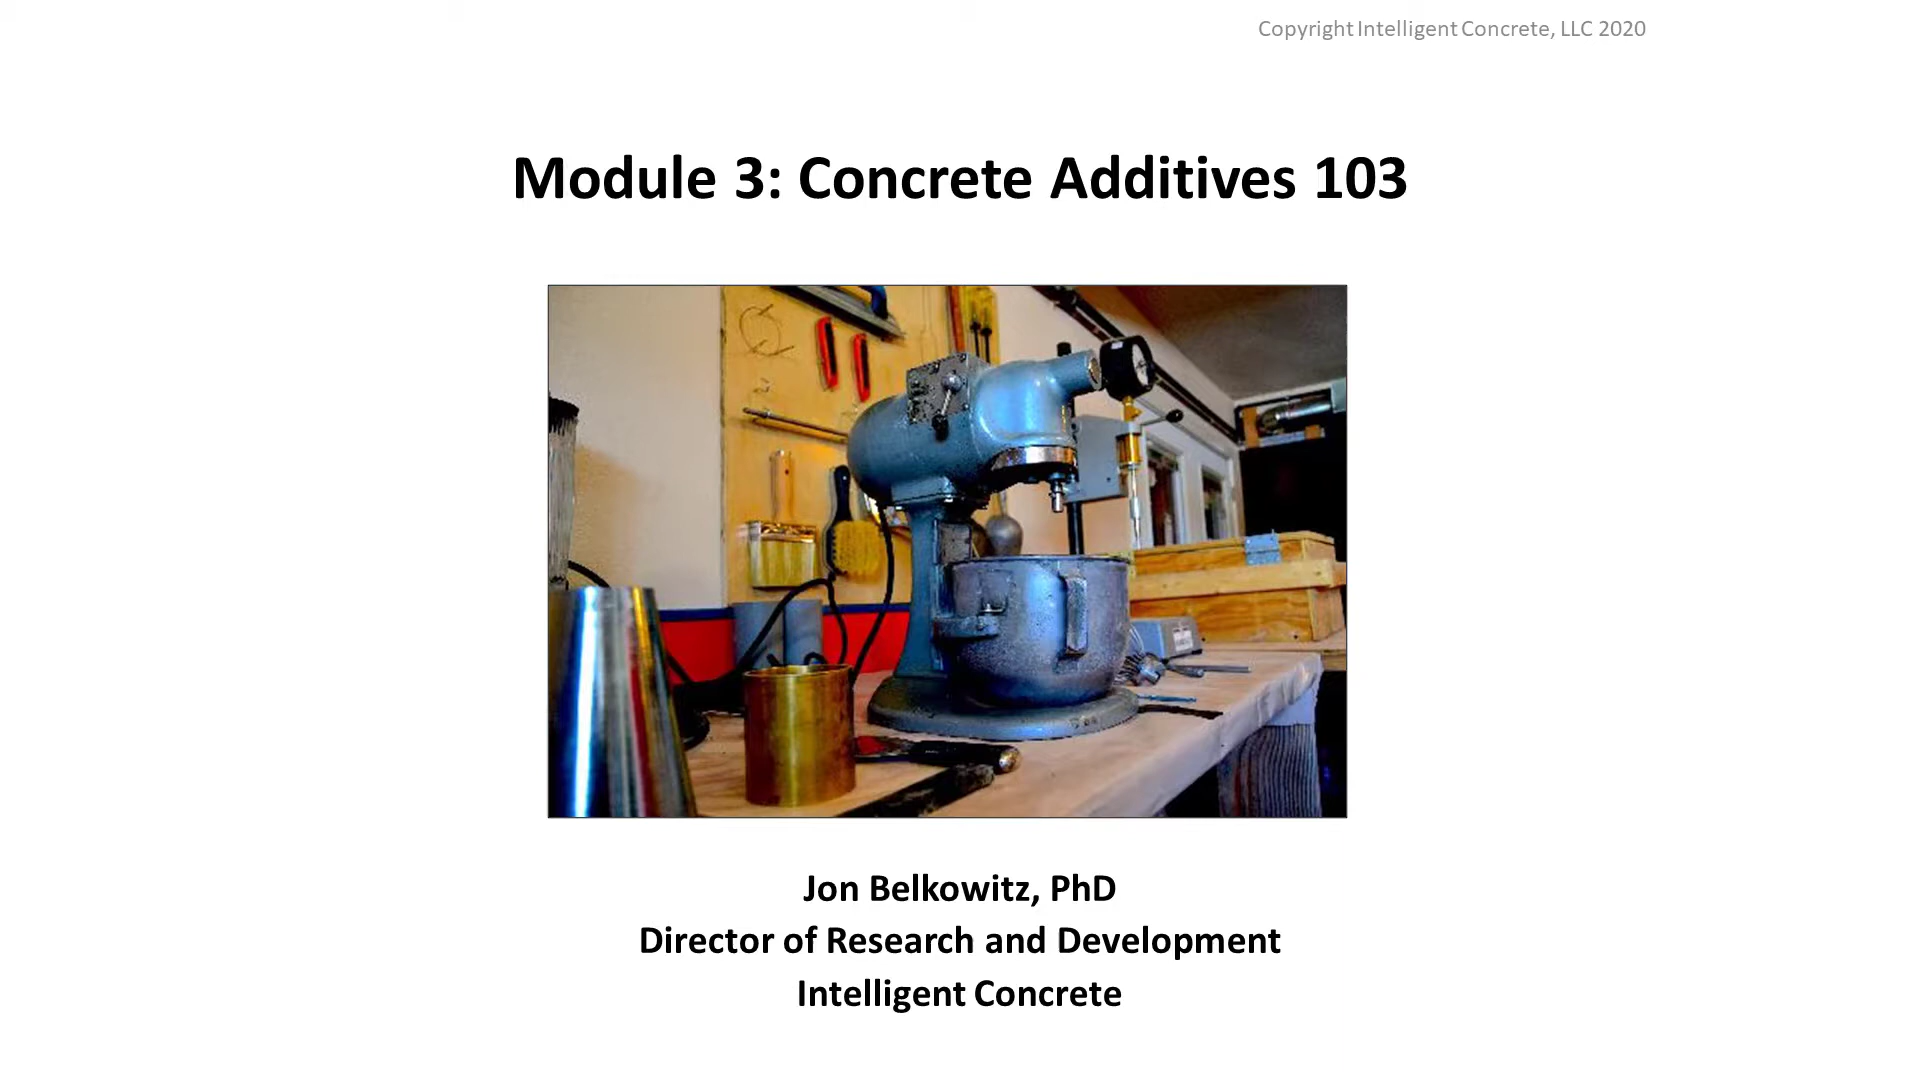 Copyright Intelligent Concrete, LLC 2020
Module 3: Concrete Additives 103
Jon Belkowitz, PhD
Director of Research and Development
Intelligent Concrete